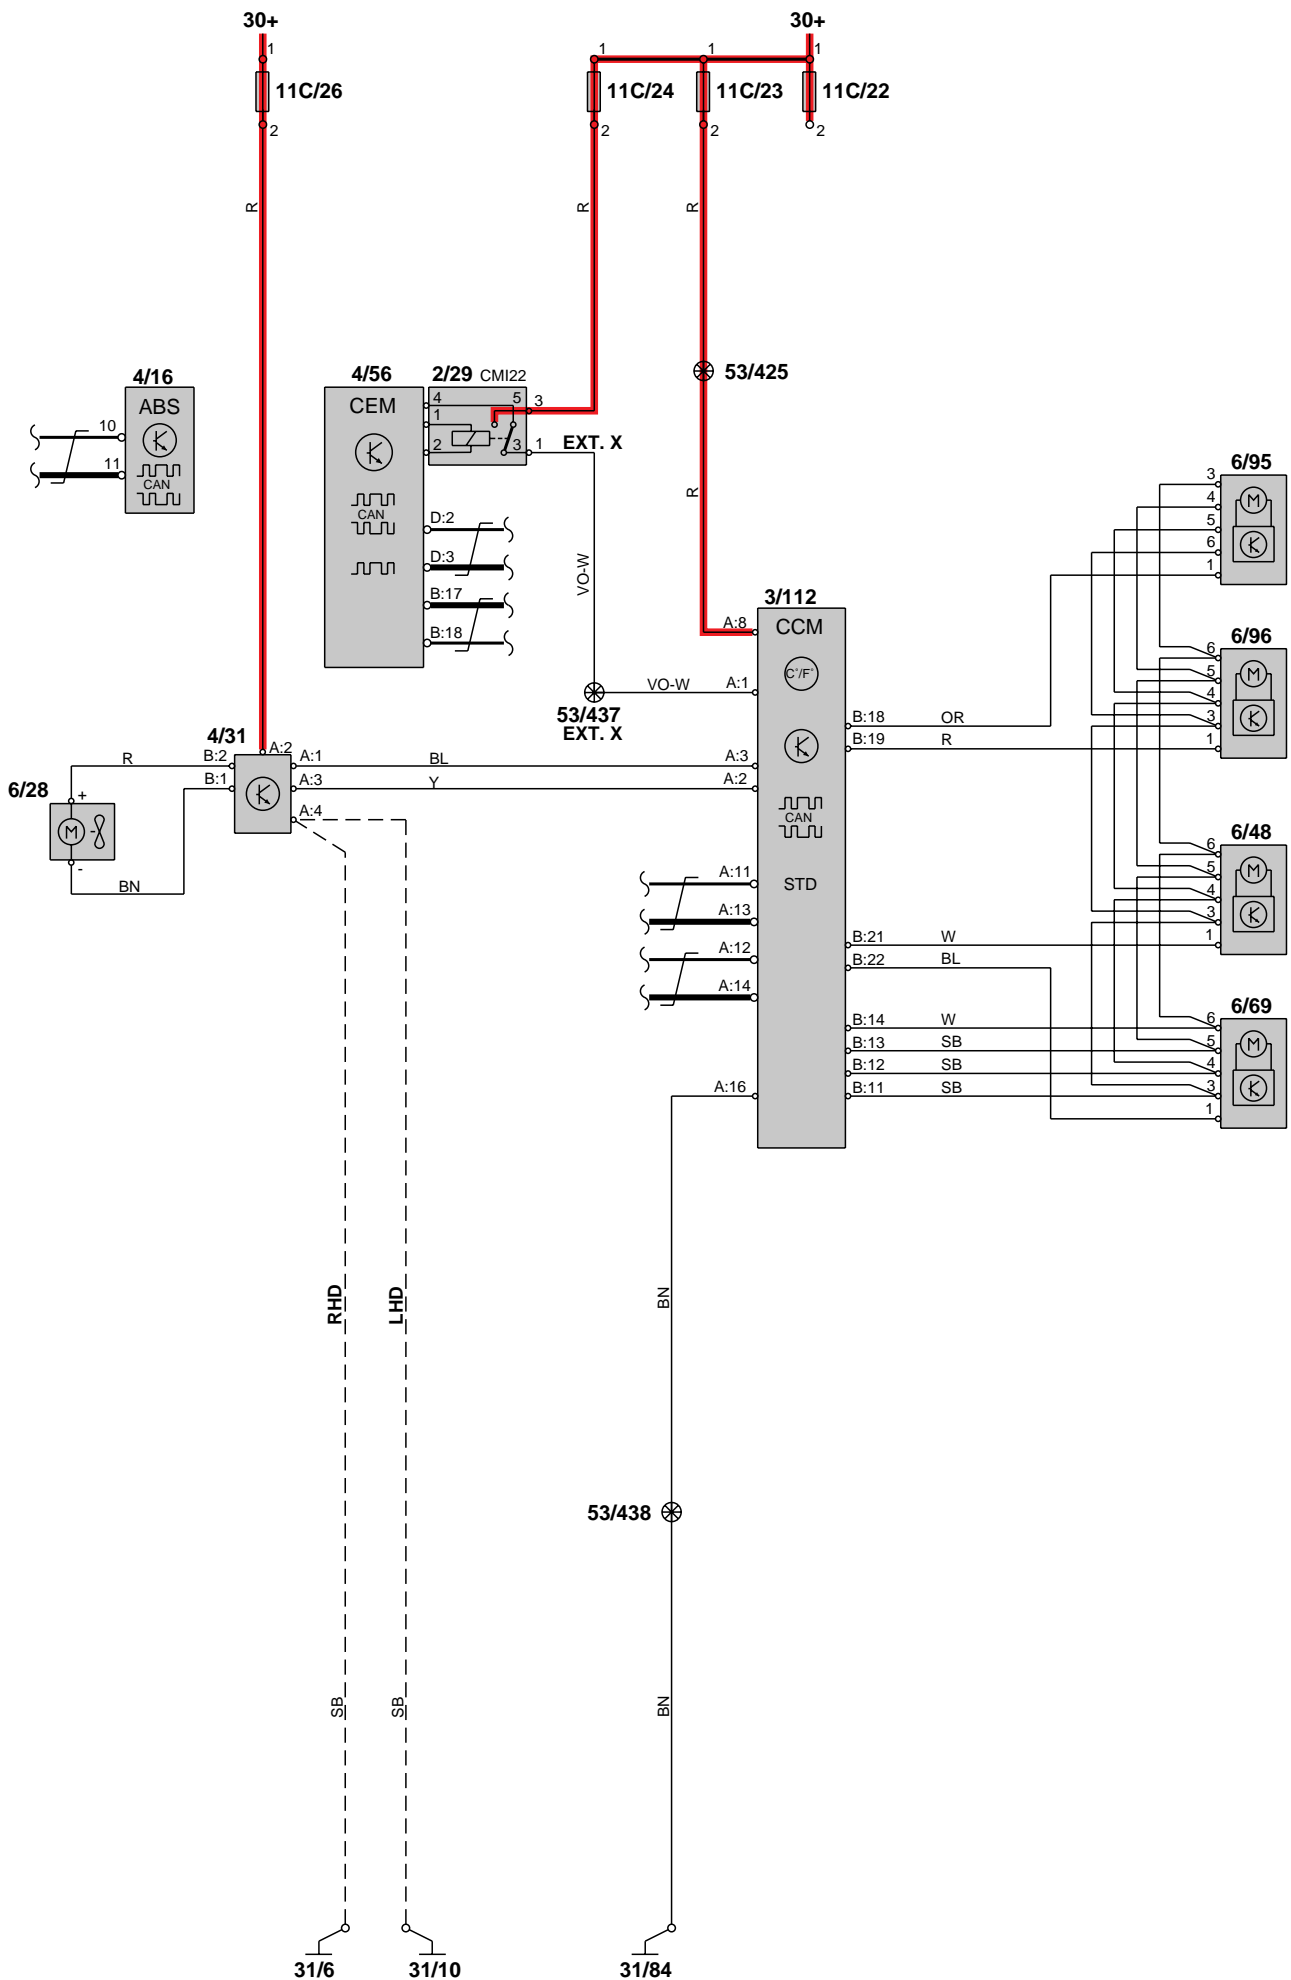 30+
30+
1
1
1
1
11C/26
11C/24
11C/23
11C/22
2
2
2
2
R
R
R
53/425
4/16
ABS
10
11
CAN
4/56
CEM
2/29 CMI22
4
5
3
1
2
3
1
EXT. X
CAN
D:2
D:3
B:17
B:18
R
VO-W
6/95
3
4
5
6
1
M
3/112
CCM
A:8
C°/F°
VO-W
A:1
53/437
EXT. X
6/96
6
5
4
3
1
M
B:18
OR
B:19
R
4/31
A:2
B:2
A:1
R
BL
A:3
B:1
A:3
Y
A:2
6/28
+
M
-
BN
A:4
CAN
STD
6/48
6
5
4
3
1
M
A:11
A:13
A:12
A:14
B:21
W
B:22
BL
6/69
6
5
4
3
1
M
B:14
W
B:13
SB
B:12
SB
B:11
SB
A:16
RHD
LHD
BN
53/438
SB
SB
BN
31/6
31/10
31/84